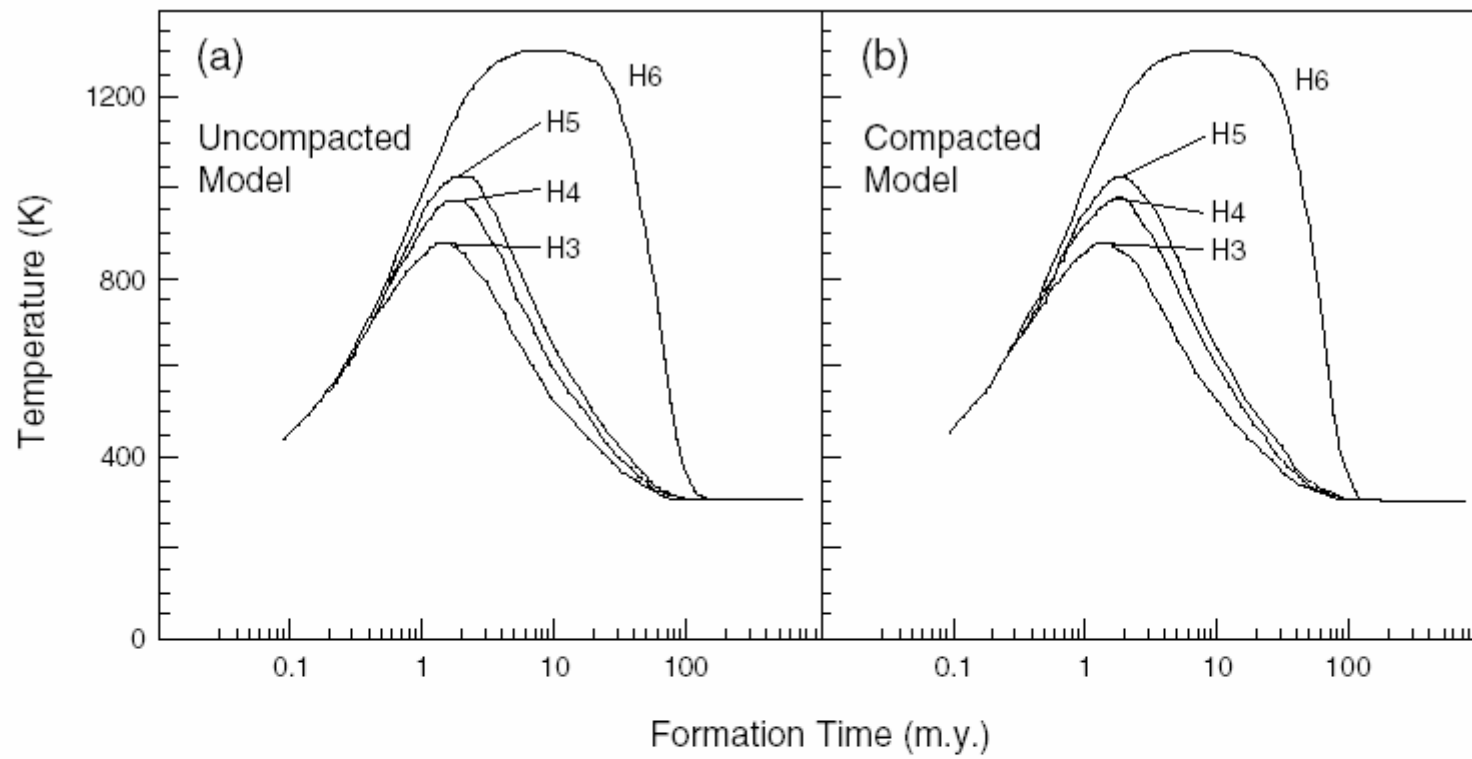 (a)
Uncompacted
Model
H6
H5
H4
H3
(b)
Compacted
Model
H6
H5
H4
H3
Temperature (K)
1200
800
400
0
0.1 1 10 100
0.1 1 10 100
Formation Time (m.y.)